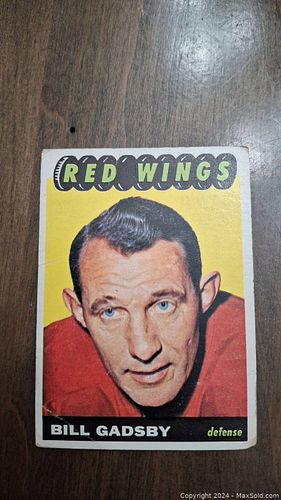 RED WINGS
BILL GADSBY defense
Copyright © 2024 - MaxSold.com